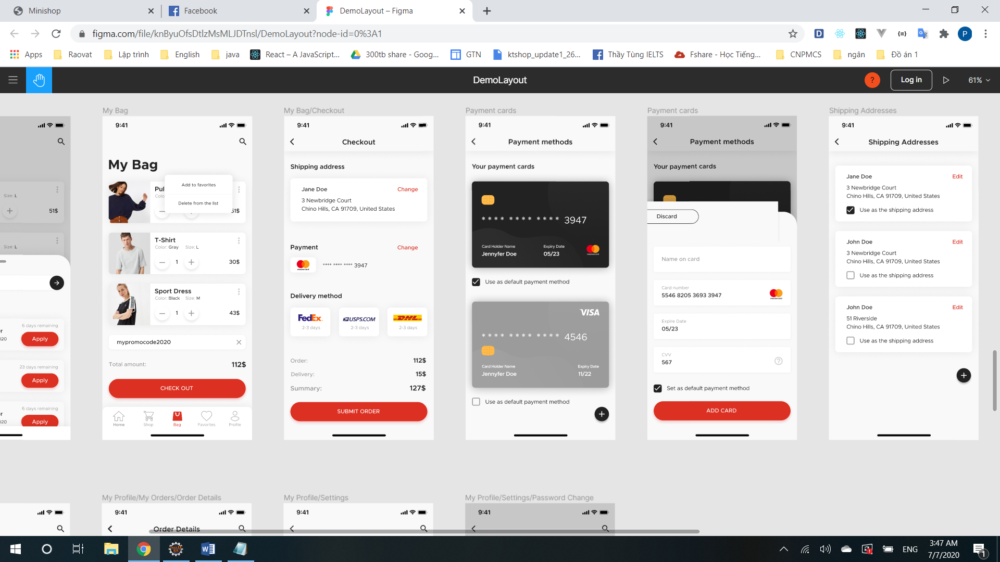 Minishop
Facebook
DemoLayout – Figma
figma.com/file/knByuOfsDtlzMsMLJDTnsl/DemoLayout?node-id=0%3A1
P
Apps
Raovat
Lập trình
English
java
React – A JavaScript...
300tb share - Goog...
GTN
ktshop_update1_26...
Thầy Tùng IELTS
Fshare - Học Tiếng...
CNPMCS
ngân
Đồ án 1
DemoLayout
?
Log in
61%
Size: L
51$
Size: L
6 days remaining
Apply
23 days remaining
Apply
6 days remaining
Apply
My Bag
9:41
My Bag
Pul
Add to favorites
Delete from the list
51$
T-Shirt
Color: Gray Size: L
1
30$
Sport Dress
Color: Black Size: M
1
43$
mypromocode2020
Total amount:
112$
CHECK OUT
Home
Shop
Bag
Favorites
Profile
My Bag/Checkout
9:41
Checkout
Shipping address
Jane Doe
Change
3 Newbridge Court
Chino Hills, CA 91709, United States
Payment
Change
mastercard
**** **** **** 3947
Delivery method
FedEx
2-3 days
USPS.COM
2-3 days
DHL
2-3 days
Order:
112$
Delivery:
15$
Summary:
127$
SUBMIT ORDER
Payment cards
9:41
Payment methods
Your payment cards
* * * * * * * * * * * * 3947
Card Holder Name
Jennyfer Doe
Expiry Date
05/23
mastercard
Use as default payment method
VISA
* * * * * * * * * * * * 4546
Card Holder Name
Jennyfer Doe
Expiry Date
11/22
Use as default payment method
Payment cards
9:41
Payment methods
Your payment cards
Discard
Name on card
Card number
5546 8205 3693 3947
mastercard
Expire Date
05/23
CVV
567
?
Set as default payment method
ADD CARD
Shipping Addresses
9:41
Shipping Addresses
Jane Doe
Edit
3 Newbridge Court
Chino Hills, CA 91709, United States
Use as the shipping address
John Doe
Edit
3 Newbridge Court
Chino Hills, CA 91709, United States
Use as the shipping address
John Doe
Edit
51 Riverside
Chino Hills, CA 91709, United States
Use as the shipping address
My Profile/My Orders/Order Details
9:41
Order Details
My Profile/Settings
9:41
My Profile/Settings/Password Change
9:41
ENG
3:47 AM
7/7/2020
1